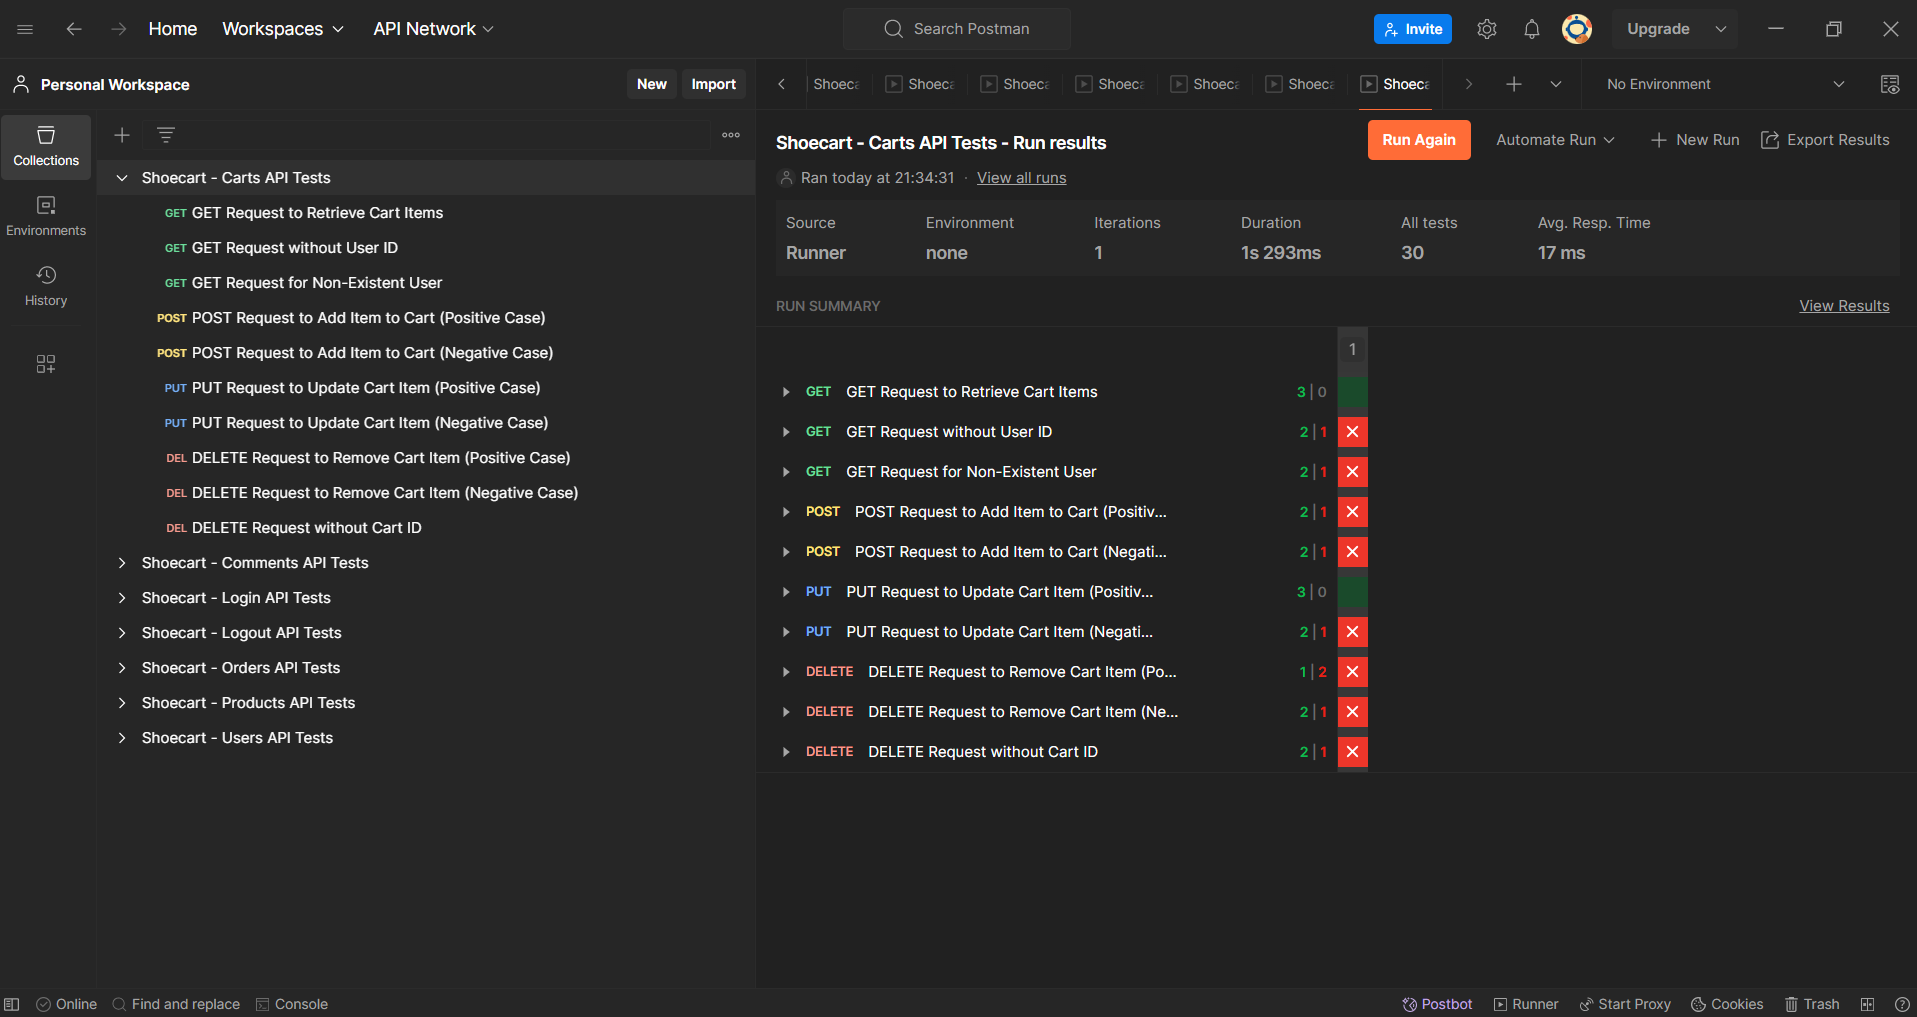 Home Workspaces API Network Search Postman Invite Upgrade
Personal Workspace New Import
Shoeca Shoeca Shoeca Shoeca Shoeca Shoeca Shoeca No Environment
Collections
Environments
History
Shoecart - Carts API Tests
GET GET Request to Retrieve Cart Items
GET GET Request without User ID
GET GET Request for Non-Existent User
POST POST Request to Add Item to Cart (Positive Case)
POST POST Request to Add Item to Cart (Negative Case)
PUT PUT Request to Update Cart Item (Positive Case)
PUT PUT Request to Update Cart Item (Negative Case)
DEL DELETE Request to Remove Cart Item (Positive Case)
DEL DELETE Request to Remove Cart Item (Negative Case)
DEL DELETE Request without Cart ID
Shoecart - Comments API Tests
Shoecart - Login API Tests
Shoecart - Logout API Tests
Shoecart - Orders API Tests
Shoecart - Products API Tests
Shoecart - Users API Tests
Shoecart - Carts API Tests - Run results
Run Again Automate Run New Run Export Results
Ran today at 21:34:31 · View all runs
Source Environment Iterations Duration All tests Avg. Resp. Time
Runner none 1 1s 293ms 30 17 ms
RUN SUMMARY View Results
1
GET GET Request to Retrieve Cart Items 3 | 0
GET GET Request without User ID 2 | 1
GET GET Request for Non-Existent User 2 | 1
POST POST Request to Add Item to Cart (Positiv... 2 | 1
POST POST Request to Add Item to Cart (Negati... 2 | 1
PUT PUT Request to Update Cart Item (Positiv... 3 | 0
PUT PUT Request to Update Cart Item (Negati... 2 | 1
DELETE DELETE Request to Remove Cart Item (Po... 1 | 2
DELETE DELETE Request to Remove Cart Item (Ne... 2 | 1
DELETE DELETE Request without Cart ID 2 | 1
Online Find and replace Console Postbot Runner Start Proxy Cookies Trash